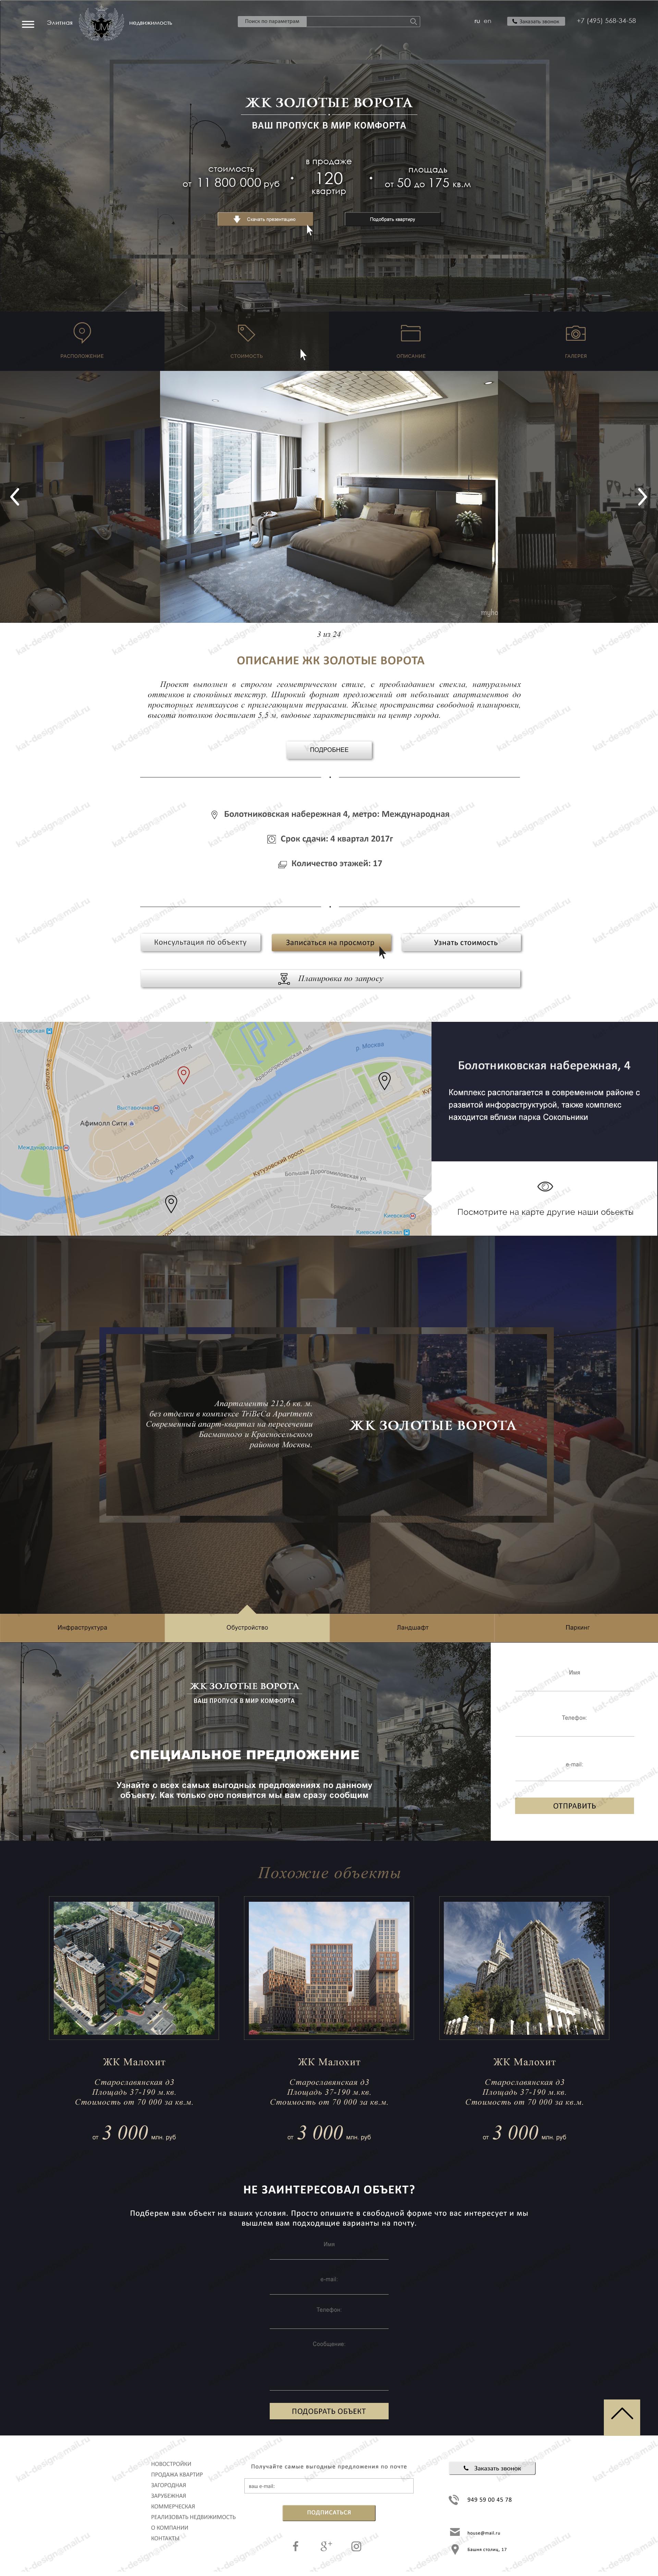 Элитная
недвижимость
Поиск по параметрам
ru en
Заказать звонок
+7 (495) 568-34-58
ЖК ЗОЛОТЫЕ ВОРОТА
ВАШ ПРОПУСК В МИР КОМФОРТА
стоимость
от 11 800 000 руб
в продаже
120
квартир
площадь
от 50 до 175 кв.м
Скачать презентацию
Подобрать квартиру
РАСПОЛОЖЕНИЕ
СТОИМОСТЬ
ОПИСАНИЕ
ГАЛЕРЕЯ
3 из 24
ОПИСАНИЕ ЖК ЗОЛОТЫЕ ВОРОТА
Проект выполнен в строгом геометрическом стиле, с преобладанием стекла, натуральных
оттенков и спокойных текстур. Широкий формат предложений от небольших апартаментов до
просторных пентхаусов с прилегающими террасами. Жилые пространства свободной планировки,
высота потолков достигает 5,5 м, видовые характеристики на центр города.
ПОДРОБНЕЕ
Болотниковская набережная 4, метро: Международная
Срок сдачи: 4 квартал 2017г
Количество этажей: 17
Консультация по объекту
Записаться на просмотр
Узнать стоимость
Планировка по запросу
Тестовская
1-й Красногвардейский пр-д
Краснопресненская наб.
р. Москва
Выставочная
Афимолл Сити
Международная
Пресненская наб.
р. Москва
Кутузовский просп.
Большая Дорогомиловская ул.
Киевская
Киевский вокзал
Болотниковская набережная, 4
Комплекс располагается в современном районе с
развитой инфораструктурой, также комплекс
находится вблизи парка Сокольники
Посмотрите на карте другие наши обьекты
Апартаменты 212,6 кв. м.
без отделки в комплексе TriBeCa Apartments
Современный апарт-квартал на пересечении
Басманного и Красносельского
районов Москвы.
ЖК ЗОЛОТЫЕ ВОРОТА
Инфраструктура
Обустройство
Ландшафт
Паркинг
ЖК ЗОЛОТЫЕ ВОРОТА
ВАШ ПРОПУСК В МИР КОМФОРТА
СПЕЦИАЛЬНОЕ ПРЕДЛОЖЕНИЕ
Узнайте о всех самых выгодных предложениях по данному
объекту. Как только оно появится мы вам сразу сообщим
Имя
Телефон:
e-mail:
ОТПРАВИТЬ
Похожие объекты
ЖК Малохит
Старославянская д3
Площадь 37-190 м.кв.
Стоимость от 70 000 за кв.м.
от 3 000 млн. руб
ЖК Малохит
Старославянская д3
Площадь 37-190 м.кв.
Стоимость от 70 000 за кв.м.
от 3 000 млн. руб
ЖК Малохит
Старославянская д3
Площадь 37-190 м.кв.
Стоимость от 70 000 за кв.м.
от 3 000 млн. руб
НЕ ЗАИНТЕРЕСОВАЛ ОБЪЕКТ?
Подберем вам объект на ваших условия. Просто опишите в свободной форме что вас интересует и мы
вышлем вам подходящие варианты на почту.
Имя
e-mail:
Телефон:
Сообщение:
ПОДОБРАТЬ ОБЪЕКТ
НОВОСТРОЙКИ
ПРОДАЖА КВАРТИР
ЗАГОРОДНАЯ
ЗАРУБЕЖНАЯ
КОММЕРЧЕСКАЯ
РЕАЛИЗОВАТЬ НЕДВИЖИМОСТЬ
О КОМПАНИИ
КОНТАКТЫ
Получайте самые выгодные предложения по почте
ваш e-mail:
ПОДПИСАТЬСЯ
Заказать звонок
949 59 00 45 78
house@mail.ru
Башня столиц, 17
kat-design@mail.ru